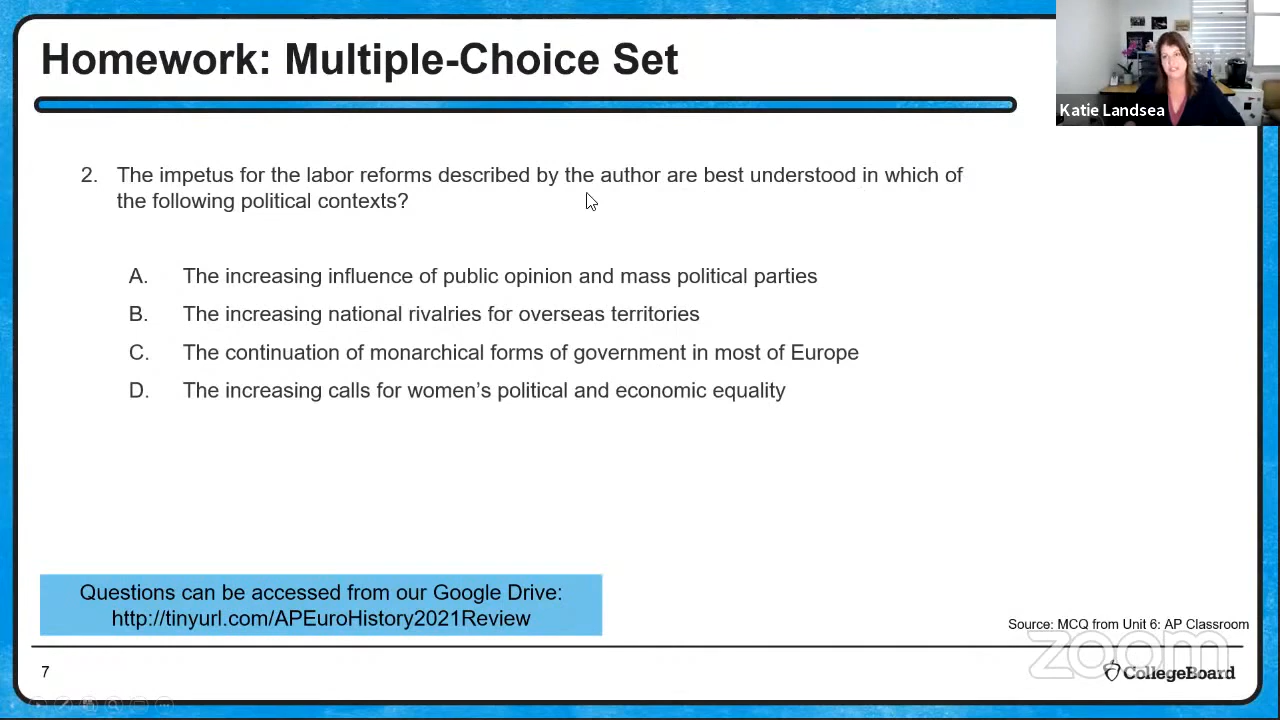 Homework: Multiple-Choice Set
Katie Landsea
2. The impetus for the labor reforms described by the author are best understood in which of
the following political contexts?
A. The increasing influence of public opinion and mass political parties
B. The increasing national rivalries for overseas territories
C. The continuation of monarchical forms of government in most of Europe
D. The increasing calls for women's political and economic equality
Questions can be accessed from our Google Drive:
http://tinyurl.com/APEuroHistory2021Review
Source: MCQ from Unit 6: AP Classroom
zoom
7
CollegeBoard